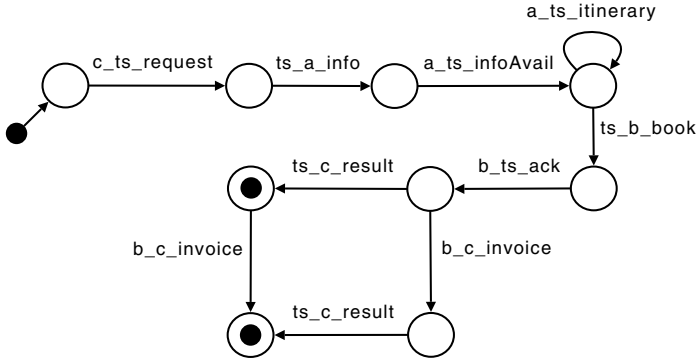 a_ts_itinerary
c_ts_request
ts_a_info
a_ts_infoAvail
ts_b_book
ts_c_result
b_ts_ack
b_c_invoice
b_c_invoice
ts_c_result